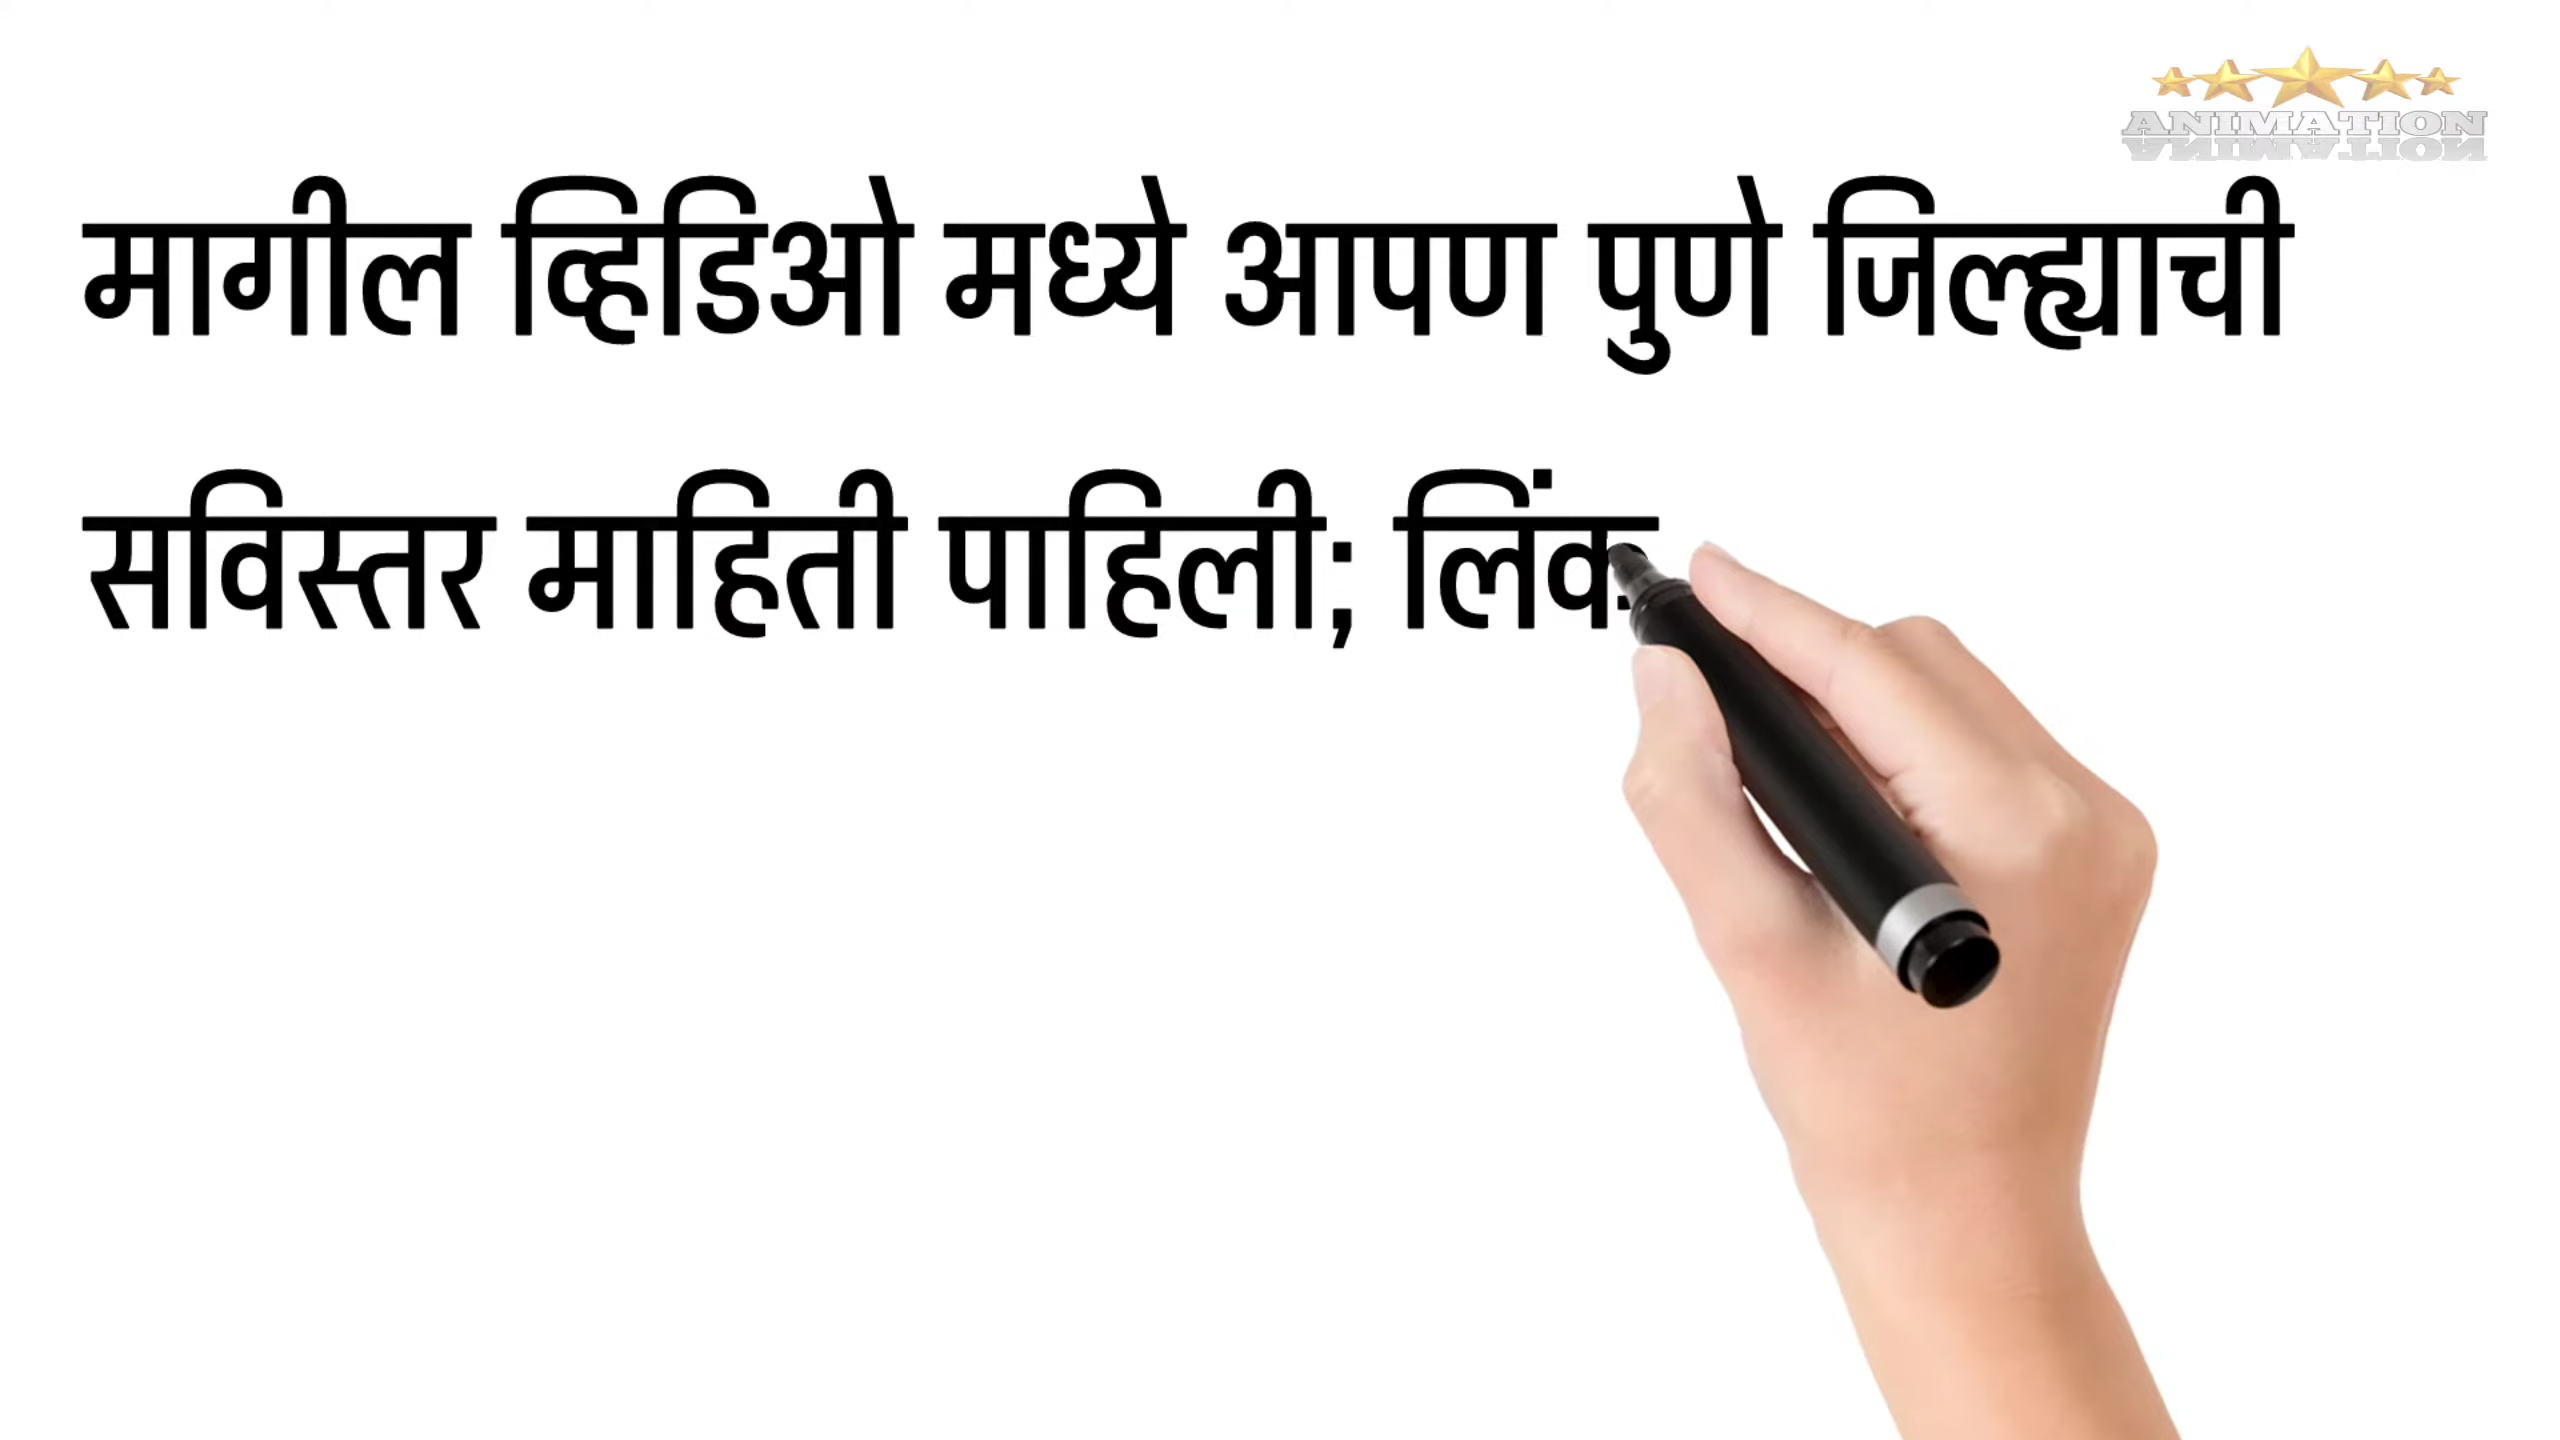 ANIMATION
मागील व्हिडिओ मध्ये आपण पुणे जिल्ह्याची
सविस्तर माहिती पाहिली; लिंक